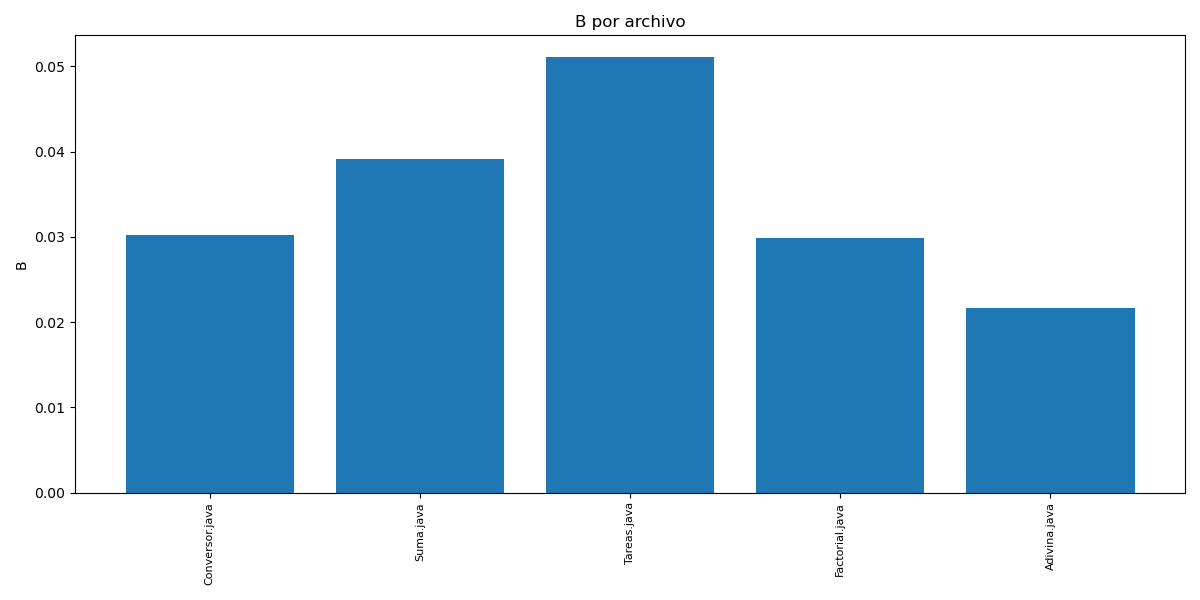 B por archivo
0.05
0.04
0.03
0.02
0.01
0.00
B
Conversor.java
Suma.java
Tareas.java
Factorial.java
Adivina.java